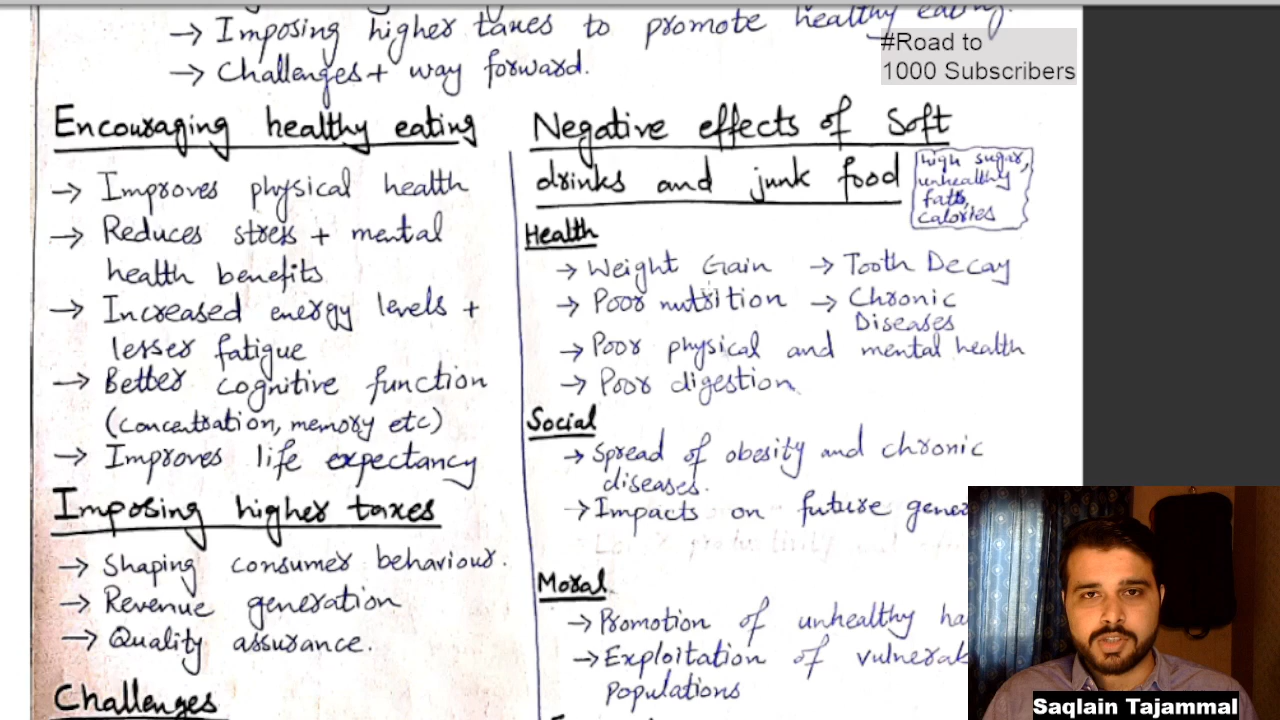 → Imposing higher taxes to promote healthy eating.
→ Challenges + way forward.
#Road to
1000 Subscribers
Encouraging healthy eating
→ Improves physical health
→ Reduces stress + mental
health benefits
→ Increased energy levels +
lesser fatigue
→ Better cognitive function
(concentration, memory etc)
→ Improves life expectancy
Imposing higher taxes
→ Shaping consumer behaviour.
→ Revenue generation
→ Quality assurance.
Challenges
Negative effects of Soft
drinks and junk food
high sugar,
unhealthy
fats,
calories
Health
→ Weight Gain → Tooth Decay
→ Poor nutrition → Chronic
Diseases
→ Poor physical and mental health
→ Poor digestion
Social
→ Spread of obesity and chronic
diseases.
→ Impacts on future gener
Moral
→ Promotion of unhealthy ha
→ Exploitation of vulnerab
populations
Saqlain Tajammal